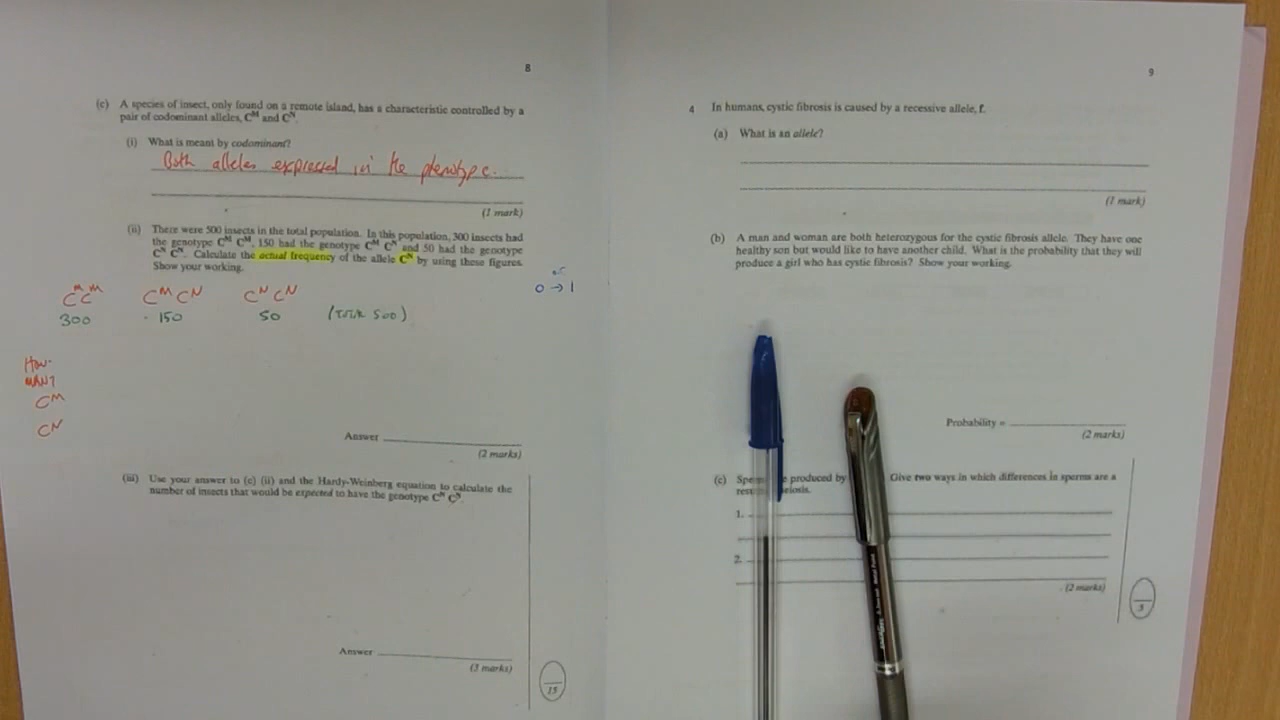 8
(c) A species of insect, only found on a remote island, has a characteristic controlled by a
pair of codominant alleles, Cᴹ and Cᴺ.
(i) What is meant by codominant?
Both alleles expressed in the phenotype.
(1 mark)
(ii) There were 500 insects in the total population. In this population, 300 insects had
the genotype Cᴹ Cᴹ, 150 had the genotype Cᴹ Cᴺ and 50 had the genotype
Cᴺ Cᴺ. Calculate the actual frequency of the allele Cᴺ by using these figures.
Show your working.
0 → 1
CᴹCᴹ CᴹCᴺ CᴺCᴺ
300 150 50 (Total 500)
How
many?
Cᴹ
Cᴺ
Answer
(2 marks)
(iii) Use your answer to (c) (ii) and the Hardy-Weinberg equation to calculate the
number of insects that would be expected to have the genotype Cᴺ Cᴺ.
Answer
(3 marks)
15
9
4 In humans, cystic fibrosis is caused by a recessive allele, f.
(a) What is an allele?
(1 mark)
(b) A man and woman are both heterozygous for the cystic fibrosis allele. They have one
healthy son but would like to have another child. What is the probability that they will
produce a girl who has cystic fibrosis? Show your working.
Probability =
(2 marks)
(c) produced by Give two ways in which differences in sperms are a
1.
2.
(2 marks)
5